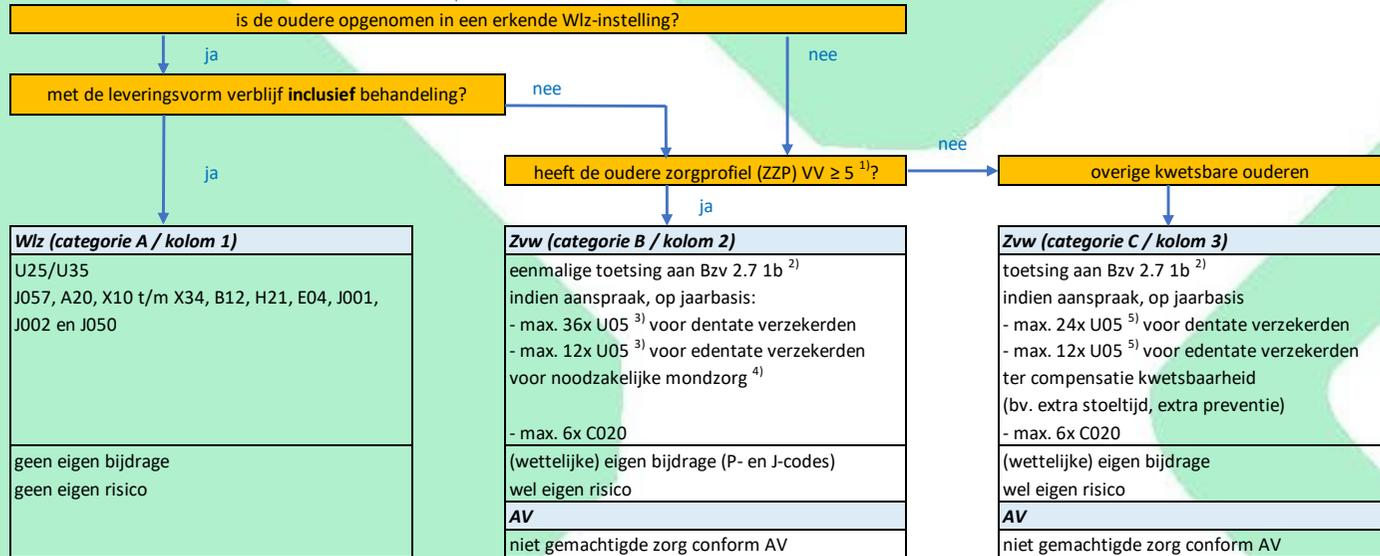 is de oudere opgenomen in een erkende Wlz-instelling?
ja
nee
met de leveringsvorm verblijf inclusief behandeling?
nee
ja
nee
heeft de oudere zorgprofiel (ZZP) VV ≥ 5 1)?
overige kwetsbare ouderen
ja
Wlz (categorie A / kolom 1)
U25/U35
J057, A20, X10 t/m X34, B12, H21, E04, J001,
J002 en J050
geen eigen bijdrage
geen eigen risico
Zvw (categorie B / kolom 2)
eenmalige toetsing aan Bzv 2.7 1b 2)
indien aanspraak, op jaarbasis:
- max. 36x U05 3) voor dentate verzekerden
- max. 12x U05 3) voor edentate verzekerden
voor noodzakelijke mondzorg 4)
- max. 6x C020
(wettelijke) eigen bijdrage (P- en J-codes)
wel eigen risico
AV
niet gemachtigde zorg conform AV
Zvw (categorie C / kolom 3)
toetsing aan Bzv 2.7 1b 2)
indien aanspraak, op jaarbasis
- max. 24x U05 5) voor dentate verzekerden
- max. 12x U05 5) voor edentate verzekerden
ter compensatie kwetsbaarheid
(bv. extra stoeltijd, extra preventie)
- max. 6x C020
(wettelijke) eigen bijdrage
wel eigen risico
AV
niet gemachtigde zorg conform AV